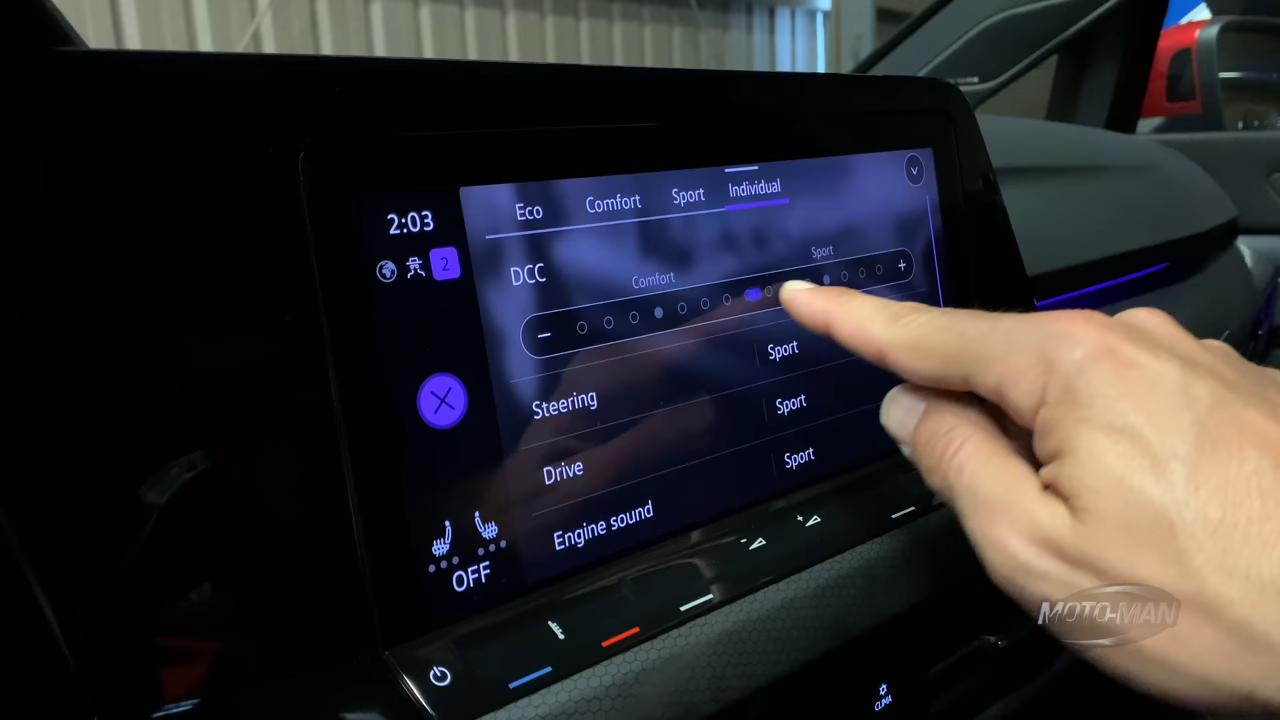 Eco Comfort Sport Individual
2:03
2
DCC
Comfort Sport
− +
Steering Sport
Drive Sport
Engine sound Sport
OFF
MOTO-MAN
CLIMA